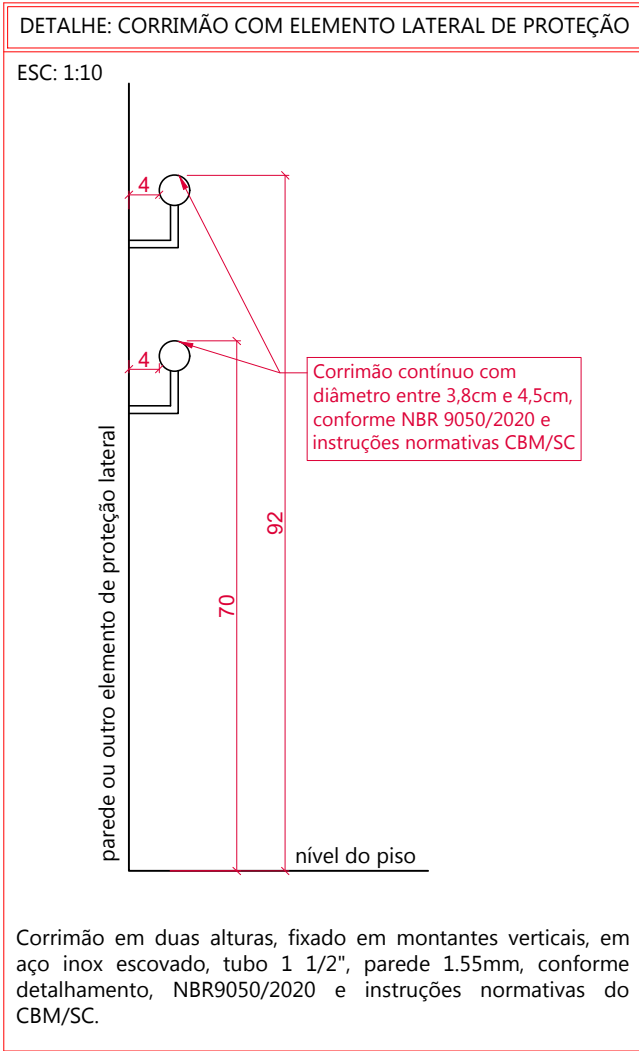 DETALHE: CORRIMÃO COM ELEMENTO LATERAL DE PROTEÇÃO
ESC: 1:10
4
4
Corrimão contínuo com
diâmetro entre 3,8cm e 4,5cm,
conforme NBR 9050/2020 e
instruções normativas CBM/SC
parede ou outro elemento de proteção lateral
92
70
nível do piso
Corrimão em duas alturas, fixado em montantes verticais, em
aço inox escovado, tubo 1 1/2", parede 1.55mm, conforme
detalhamento, NBR9050/2020 e instruções normativas do
CBM/SC.